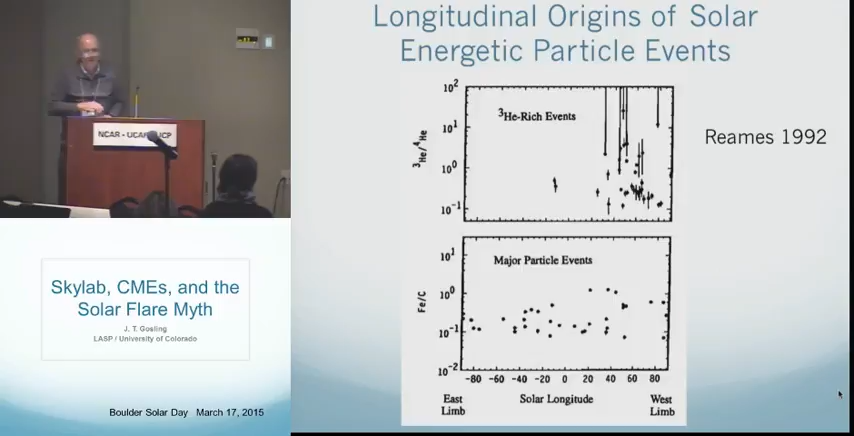 Longitudinal Origins of Solar
Energetic Particle Events
NCAR • UCAR • UCP
Skylab, CMEs, and the
Solar Flare Myth
J. T. Gosling
LASP / University of Colorado
Boulder Solar Day March 17, 2015
³He-Rich Events
³He/⁴He
10²
10¹
10⁰
10⁻¹
Reames 1992
Major Particle Events
Fe/C
10¹
10⁰
10⁻¹
10⁻²
-80 -60 -40 -20 0 20 40 60 80
East
Limb
Solar Longitude
West
Limb